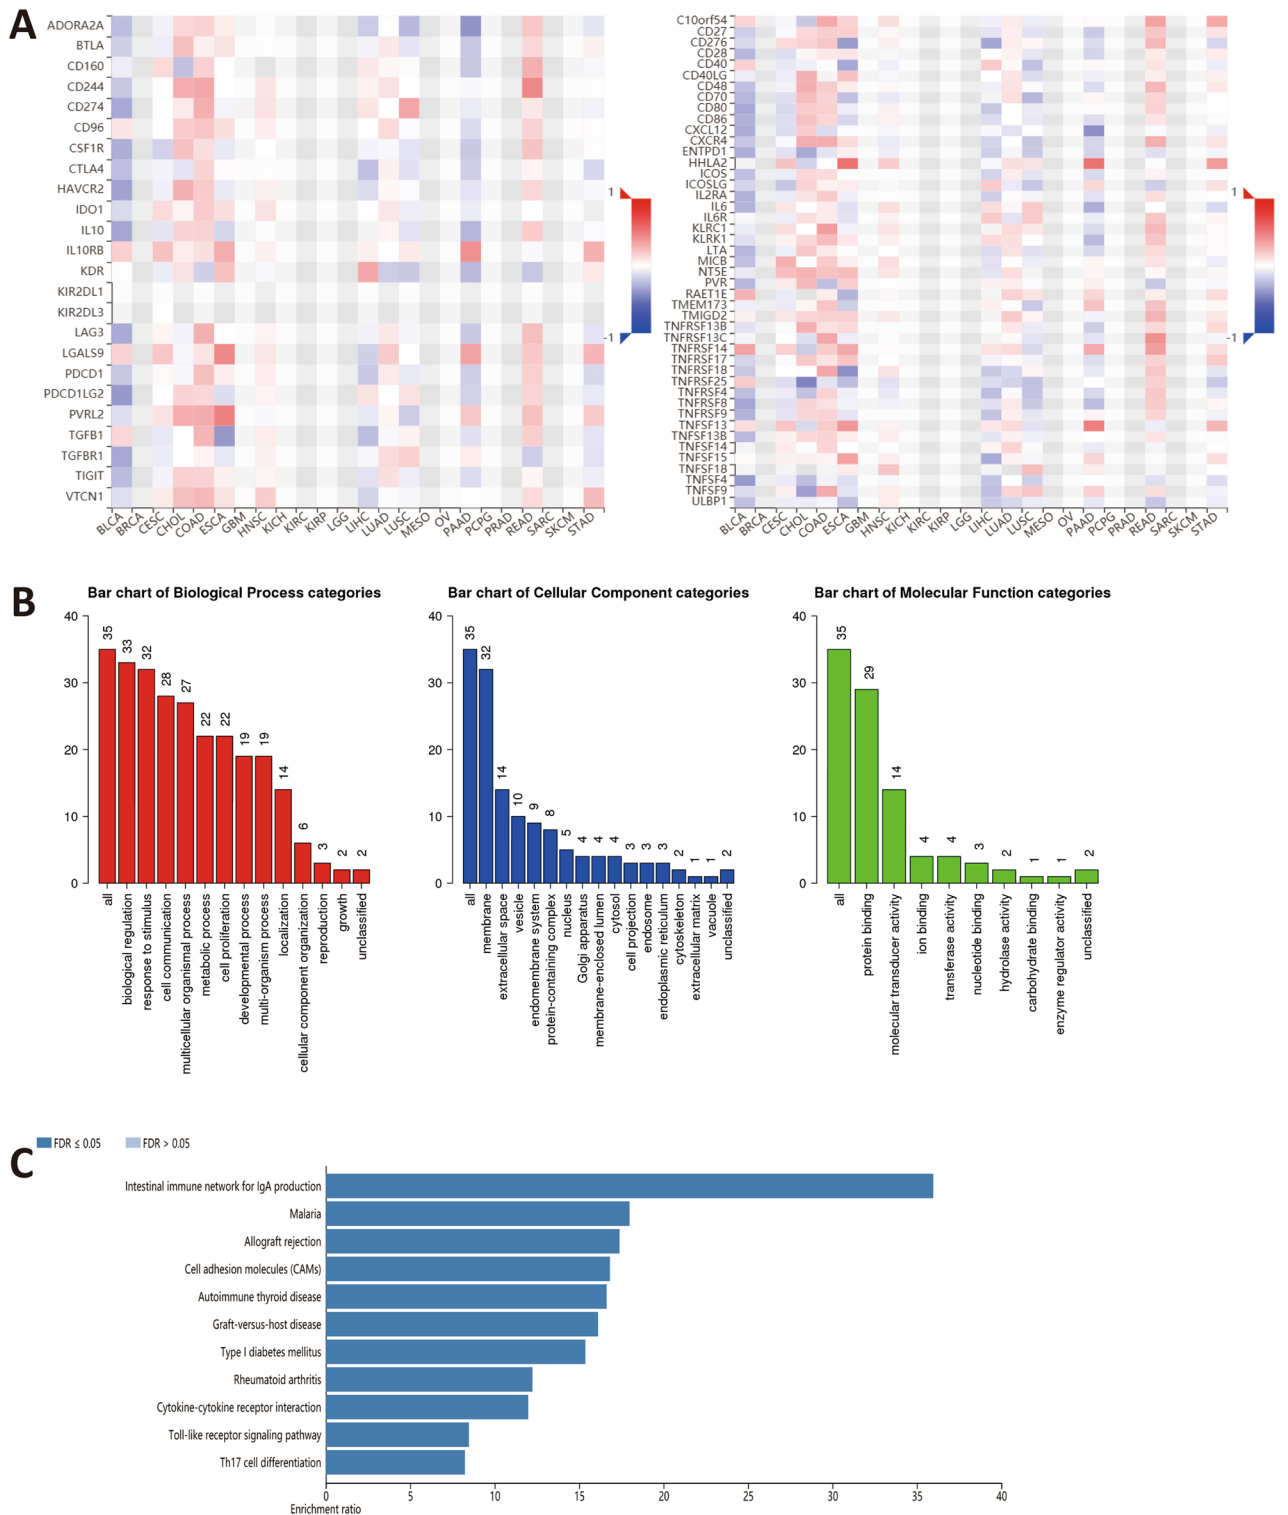 A
ADORA2A
BTLA
CD160
CD244
CD274
CD96
CSF1R
CTLA4
HAVCR2
IDO1
IL10
IL10RB
KDR
KIR2DL1
KIR2DL3
LAG3
LGALS9
PDCD1
PDCD1LG2
PVRL2
TGFB1
TGFBR1
TIGIT
VTCN1
BLCA
BRCA
CESC
CHOL
COAD
ESCA
GBM
HNSC
KICH
KIRC
KIRP
LGG
LIHC
LUAD
LUSC
MESO
OV
PAAD
PCPG
PRAD
READ
SARC
SKCM
STAD
1
-1
C10orf54
CD27
CD276
CD28
CD40
CD40LG
CD48
CD70
CD80
CD86
CXCL12
CXCR4
ENTPD1
HHLA2
ICOS
ICOSLG
IL2RA
IL6
IL6R
KLRC1
KLRK1
LTA
MICB
NT5E
PVR
RAET1E
TMEM173
TMIGD2
TNFRSF13B
TNFRSF13C
TNFRSF14
TNFRSF17
TNFRSF18
TNFRSF25
TNFRSF4
TNFRSF8
TNFRSF9
TNFSF13
TNFSF13B
TNFSF14
TNFSF15
TNFSF18
TNFSF4
TNFSF9
ULBP1
BLCA
BRCA
CESC
CHOL
COAD
ESCA
GBM
HNSC
KICH
KIRC
KIRP
LGG
LIHC
LUAD
LUSC
MESO
OV
PAAD
PCPG
PRAD
READ
SARC
SKCM
STAD
1
-1
B
Bar chart of Biological Process categories
40
30
20
10
0
35
33
32
28
27
22
22
19
19
14
6
3
2
2
all
biological regulation
response to stimulus
cell communication
multicellular organismal process
metabolic process
cell proliferation
developmental process
multi-organism process
localization
cellular component organization
reproduction
growth
unclassified
Bar chart of Cellular Component categories
40
30
20
10
0
35
32
14
10
9
8
5
4
4
4
3
3
3
2
1
1
2
all
membrane
extracellular space
vesicle
endomembrane system
protein-containing complex
nucleus
Golgi apparatus
membrane-enclosed lumen
cytosol
cell projection
endosome
endoplasmic reticulum
cytoskeleton
extracellular matrix
vacuole
unclassified
Bar chart of Molecular Function categories
40
30
20
10
0
35
29
14
4
4
3
2
1
1
2
all
protein binding
molecular transducer activity
ion binding
transferase activity
nucleotide binding
hydrolase activity
carbohydrate binding
enzyme regulator activity
unclassified
C
FDR ≤ 0.05
FDR > 0.05
Intestinal immune network for IgA production
Malaria
Allograft rejection
Cell adhesion molecules (CAMs)
Autoimmune thyroid disease
Graft-versus-host disease
Type I diabetes mellitus
Rheumatoid arthritis
Cytokine-cytokine receptor interaction
Toll-like receptor signaling pathway
Th17 cell differentiation
0 5 10 15 20 25 30 35 40
Enrichment ratio